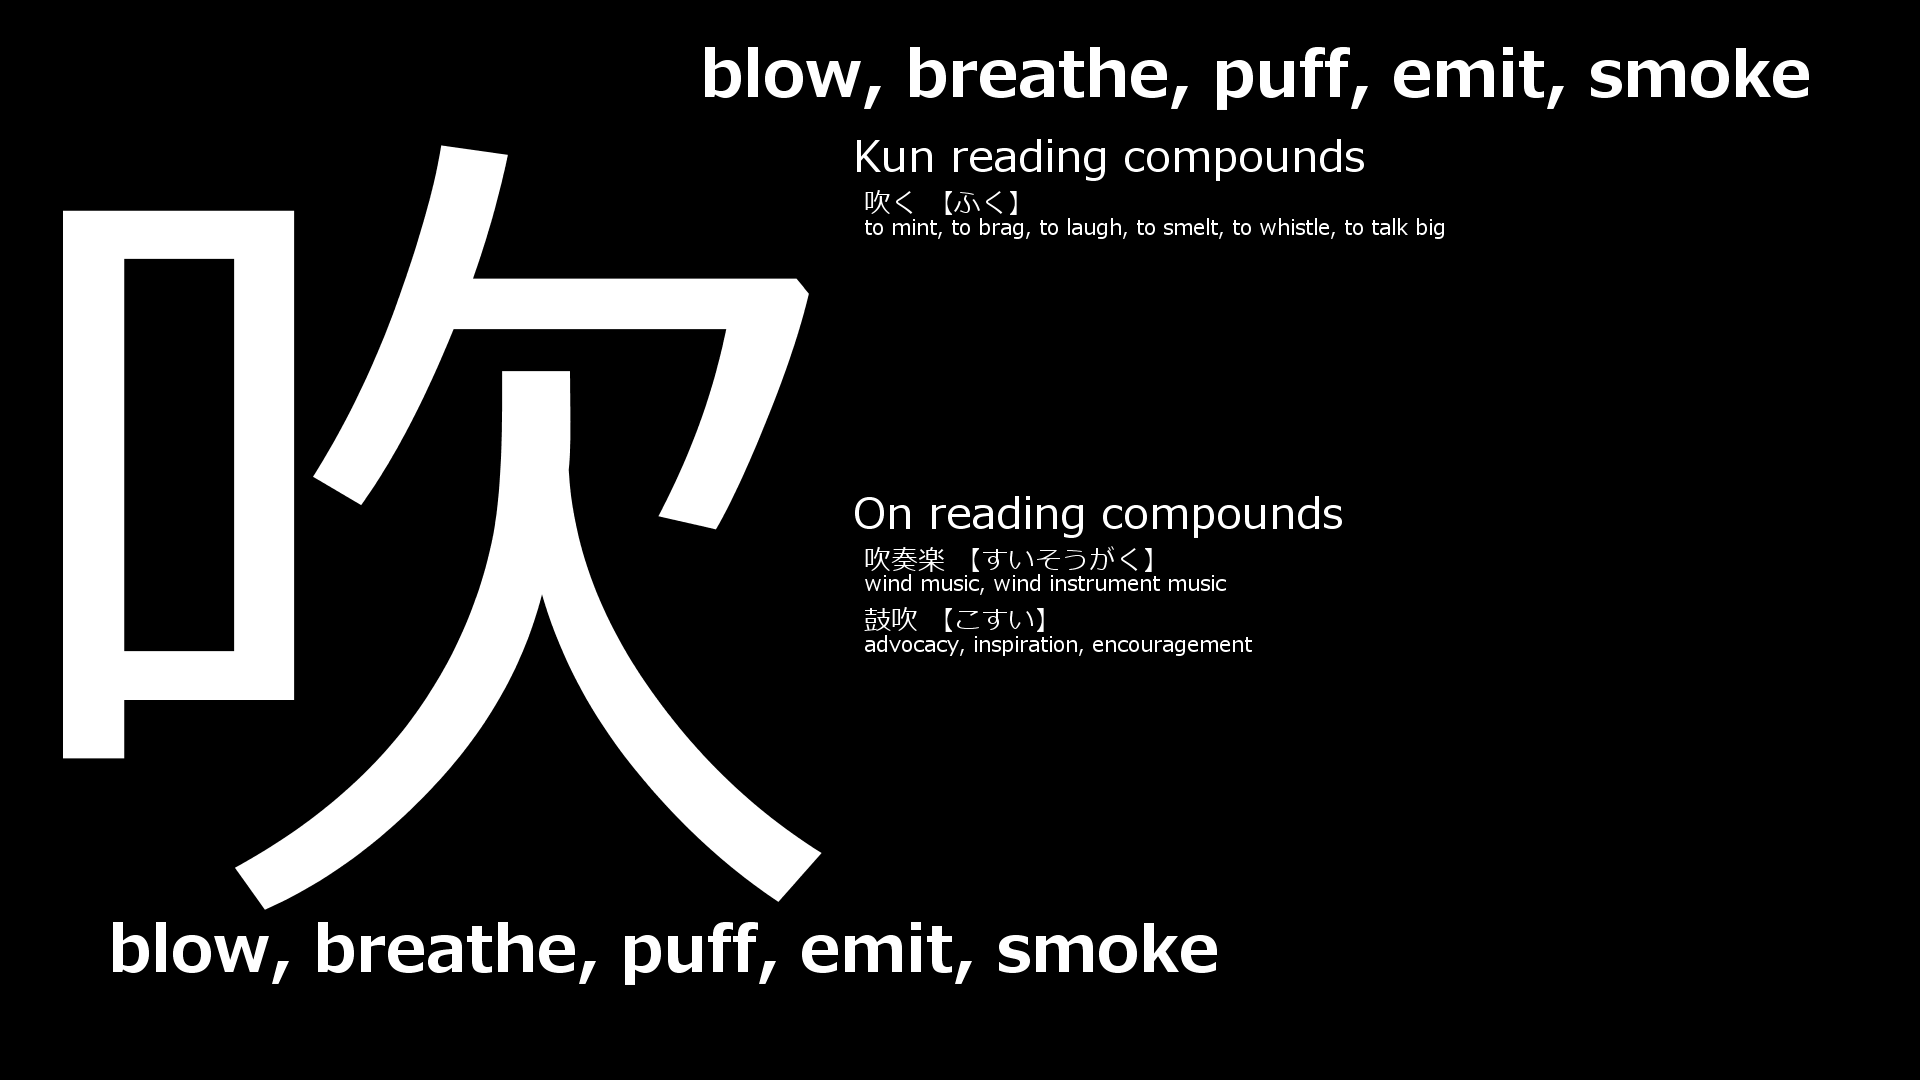 blow, breathe, puff, emit, smoke
吹
Kun reading compounds
吹く 【ふく】
to mint, to brag, to laugh, to smelt, to whistle, to talk big
On reading compounds
吹奏楽 【すいそうがく】
wind music, wind instrument music
鼓吹 【こすい】
advocacy, inspiration, encouragement
blow, breathe, puff, emit, smoke